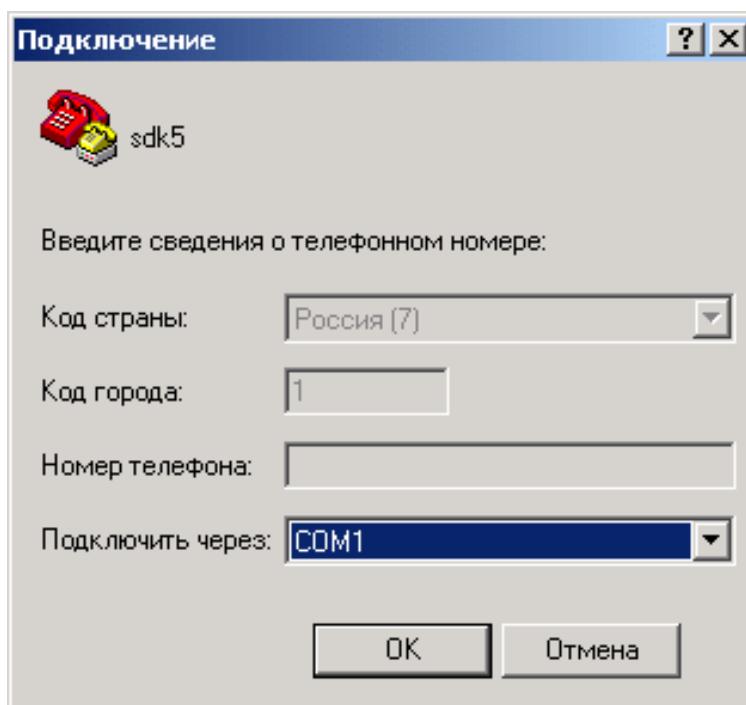 Подключение
sdk5
Введите сведения о телефонном номере:
Код страны: Россия (7)
Код города: 1
Номер телефона:
Подключить через: COM1
OK Отмена